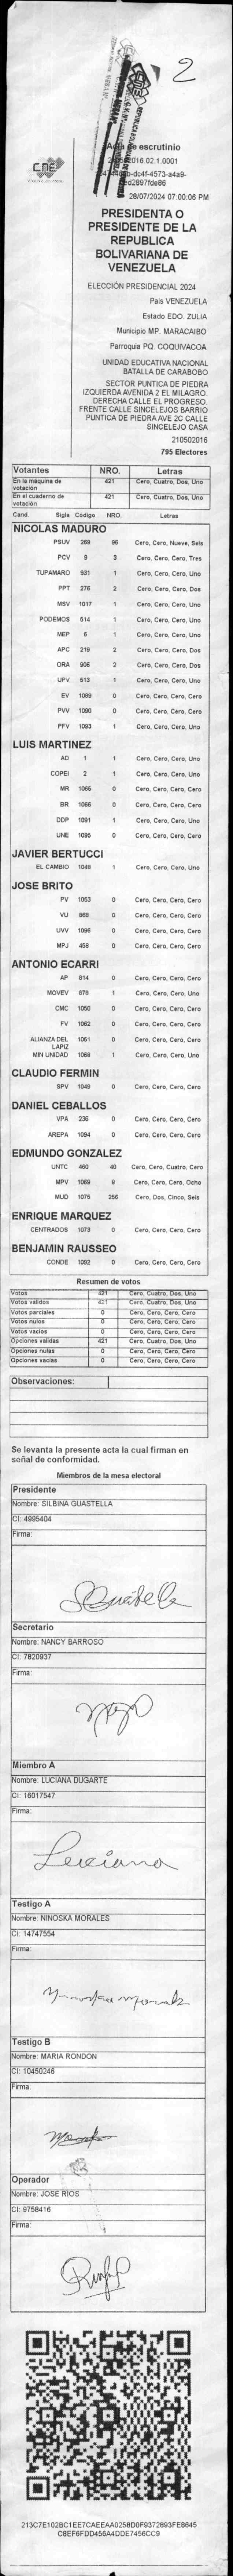 2
CNE
Acta de escrutinio
28/07/2024 07:00:06 PM
PRESIDENTA O
PRESIDENTE DE LA
REPUBLICA
BOLIVARIANA DE
VENEZUELA
ELECCIÓN PRESIDENCIAL 2024
País VENEZUELA
Estado EDO. ZULIA
Municipio MP. MARACAIBO
Parroquia PQ. COQUIVACOA
UNIDAD EDUCATIVA NACIONAL
BATALLA DE CARABOBO
SECTOR PUNTICA DE PIEDRA
IZQUIERDA AVENIDA 2 EL MILAGRO.
DERECHA CALLE EL PROGRESO.
FRENTE CALLE SINCELEJOS BARRIO
PUNTICA DE PIEDRA AVE 2C CALLE
SINCELEJO CASA
210502016
795 Electores
Votantes NRO. Letras
En la máquina de votación 421 Cero, Cuatro, Dos, Uno
En el cuaderno de votación 421 Cero, Cuatro, Dos, Uno
Cand. Sigla Código NRO. Letras
NICOLAS MADURO
PSUV 269 96 Cero, Cero, Nueve, Seis
PCV 9 3 Cero, Cero, Cero, Tres
TUPAMARO 931 1 Cero, Cero, Cero, Uno
PPT 276 2 Cero, Cero, Cero, Dos
MSV 1017 1 Cero, Cero, Cero, Uno
PODEMOS 514 1 Cero, Cero, Cero, Uno
MEP 6 1 Cero, Cero, Cero, Uno
APC 219 2 Cero, Cero, Cero, Dos
ORA 906 2 Cero, Cero, Cero, Dos
UPV 513 1 Cero, Cero, Cero, Uno
EV 1089 0 Cero, Cero, Cero, Cero
PVV 1090 0 Cero, Cero, Cero, Cero
PFV 1093 1 Cero, Cero, Cero, Uno
LUIS MARTINEZ
AD 1 1 Cero, Cero, Cero, Uno
COPEI 2 1 Cero, Cero, Cero, Uno
MR 1065 0 Cero, Cero, Cero, Cero
BR 1066 0 Cero, Cero, Cero, Cero
DDP 1091 1 Cero, Cero, Cero, Uno
UNE 1095 0 Cero, Cero, Cero, Cero
JAVIER BERTUCCI
EL CAMBIO 1048 1 Cero, Cero, Cero, Uno
JOSE BRITO
PV 1053 0 Cero, Cero, Cero, Cero
VU 868 0 Cero, Cero, Cero, Cero
UVV 1096 0 Cero, Cero, Cero, Cero
MPJ 458 0 Cero, Cero, Cero, Cero
ANTONIO ECARRI
AP 914 0 Cero, Cero, Cero, Cero
MOVEV 878 1 Cero, Cero, Cero, Uno
CMC 1050 0 Cero, Cero, Cero, Cero
FV 1062 0 Cero, Cero, Cero, Cero
ALIANZA DEL LAPIZ 1051 0 Cero, Cero, Cero, Cero
MIN UNIDAD 1068 1 Cero, Cero, Cero, Uno
CLAUDIO FERMIN
SPV 1049 0 Cero, Cero, Cero, Cero
DANIEL CEBALLOS
VPA 236 0 Cero, Cero, Cero, Cero
AREPA 1094 0 Cero, Cero, Cero, Cero
EDMUNDO GONZALEZ
UNTC 460 40 Cero, Cero, Cuatro, Cero
MPV 1069 8 Cero, Cero, Cero, Ocho
MUD 1075 256 Cero, Dos, Cinco, Seis
ENRIQUE MARQUEZ
CENTRADOS 1073 0 Cero, Cero, Cero, Cero
BENJAMIN RAUSSEO
CONDE 1092 0 Cero, Cero, Cero, Cero
Resumen de votos
Votos 421 Cero, Cuatro, Dos, Uno
Votos validos 421 Cero, Cuatro, Dos, Uno
Votos parciales 0 Cero, Cero, Cero, Cero
Votos nulos 0 Cero, Cero, Cero, Cero
Votos vacios 0 Cero, Cero, Cero, Cero
Opciones validas 421 Cero, Cuatro, Dos, Uno
Opciones nulas 0 Cero, Cero, Cero, Cero
Opciones vacias 0 Cero, Cero, Cero, Cero
Observaciones:
Se levanta la presente acta la cual firman en
señal de conformidad.
Miembros de la mesa electoral
Presidente
Nombre: SILBINA GUASTELLA
CI: 4995404
Firma:
Secretario
Nombre: NANCY BARROSO
CI: 7820937
Firma:
Miembro A
Nombre: LUCIANA DUGARTE
CI: 16017547
Firma:
Luciana
Testigo A
Nombre: NINOSKA MORALES
CI: 14747554
Firma:
Ninoska Morales
Testigo B
Nombre: MARIA RONDON
CI: 10450246
Firma:
Operador
Nombre: JOSE RIOS
CI: 9758416
Firma:
213C7E102BC1EE7CAEEAA0258D0F9372893FE8645
C8EF6FDD456A4DDE7456CC9